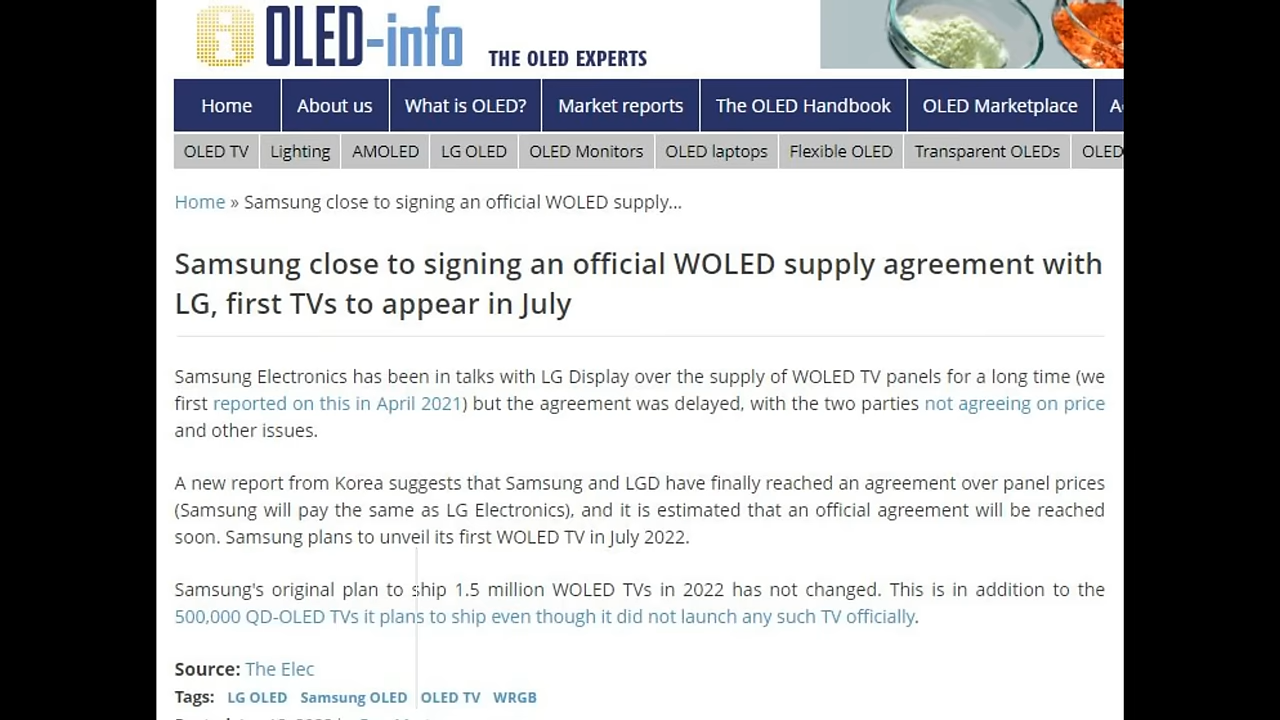 OLED-info THE OLED EXPERTS
Home About us What is OLED? Market reports The OLED Handbook OLED Marketplace
OLED TV Lighting AMOLED LG OLED OLED Monitors OLED laptops Flexible OLED Transparent OLEDs OLED
Home » Samsung close to signing an official WOLED supply...
Samsung close to signing an official WOLED supply agreement with
LG, first TVs to appear in July
Samsung Electronics has been in talks with LG Display over the supply of WOLED TV panels for a long time (we
first reported on this in April 2021) but the agreement was delayed, with the two parties not agreeing on price
and other issues.
A new report from Korea suggests that Samsung and LGD have finally reached an agreement over panel prices
(Samsung will pay the same as LG Electronics), and it is estimated that an official agreement will be reached
soon. Samsung plans to unveil its first WOLED TV in July 2022.
Samsung's original plan to ship 1.5 million WOLED TVs in 2022 has not changed. This is in addition to the
500,000 QD-OLED TVs it plans to ship even though it did not launch any such TV officially.
Source: The Elec
Tags: LG OLED Samsung OLED OLED TV WRGB